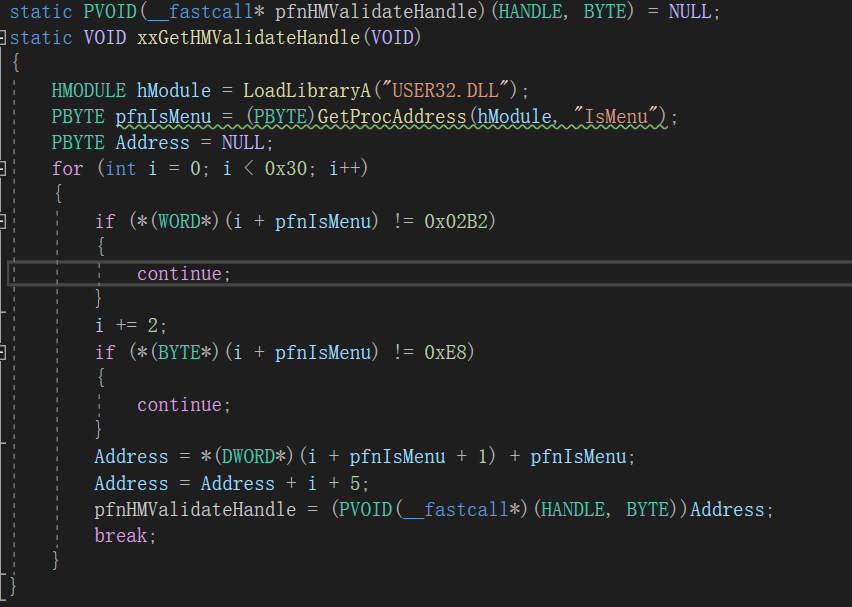 static PVOID(__fastcall* pfnHMValidateHandle)(HANDLE, BYTE) = NULL;
static VOID xxGetHMValidateHandle(VOID)
{
    HMODULE hModule = LoadLibraryA("USER32.DLL");
    PBYTE pfnIsMenu = (PBYTE)GetProcAddress(hModule, "IsMenu");
    PBYTE Address = NULL;
    for (int i = 0; i < 0x30; i++)
    {
        if (*(WORD*)(i + pfnIsMenu) != 0x02B2)
        {
            continue;
        }
        i += 2;
        if (*(BYTE*)(i + pfnIsMenu) != 0xE8)
        {
            continue;
        }
        Address = *(DWORD*)(i + pfnIsMenu + 1) + pfnIsMenu;
        Address = Address + i + 5;
        pfnHMValidateHandle = (PVOID(__fastcall*)(HANDLE, BYTE))Address;
        break;
    }
}